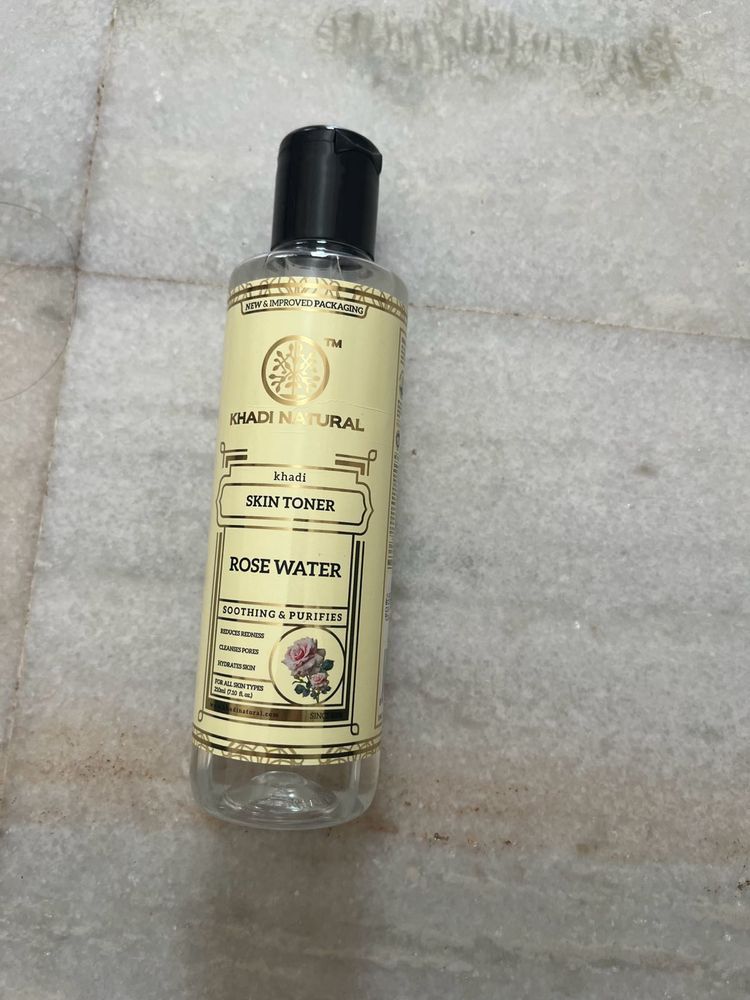 NEW & IMPROVED PACKAGING
TM
KHADI NATURAL
khadi
SKIN TONER
ROSE WATER
SOOTHING & PURIFIES
REDUCES REDNESS
CLEANSES PORES
HYDRATES SKIN
FOR ALL SKIN TYPES
210ml (7.10 fl.oz.)